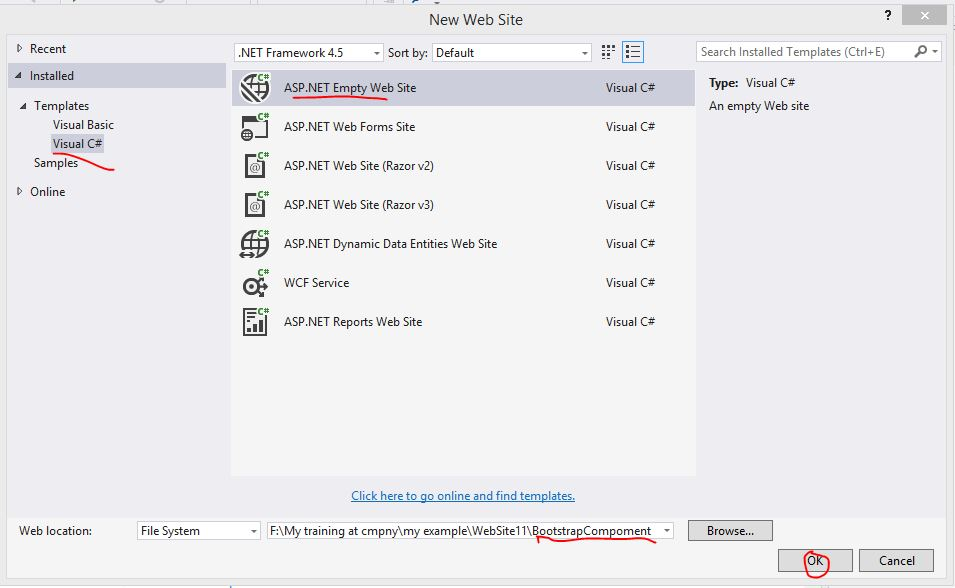 New Web Site
?
Recent
Installed
Templates
Visual Basic
Visual C#
Samples
Online
.NET Framework 4.5 Sort by: Default
Search Installed Templates (Ctrl+E)
C# ASP.NET Empty Web Site Visual C#
C# ASP.NET Web Forms Site Visual C#
C# @ ASP.NET Web Site (Razor v2) Visual C#
C# @ ASP.NET Web Site (Razor v3) Visual C#
C# ASP.NET Dynamic Data Entities Web Site Visual C#
C# WCF Service Visual C#
C# ASP.NET Reports Web Site Visual C#
Type: Visual C#
An empty Web site
Click here to go online and find templates.
Web location: File System F:\My training at cmpny\my example\WebSite11\BootstrapCompoment Browse...
OK Cancel